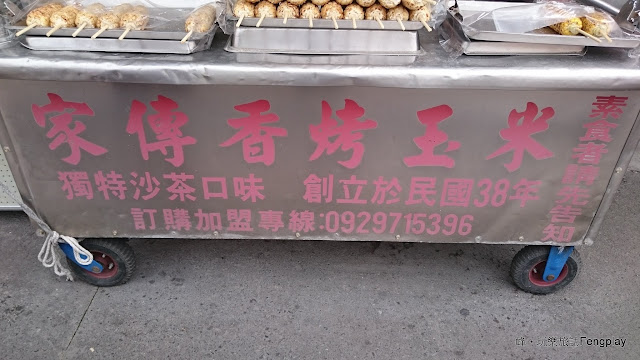 家傳香烤玉米
獨特沙茶口味 創立於民國38年
訂購加盟專線:0929715396
素食者請先告知
Fengplay